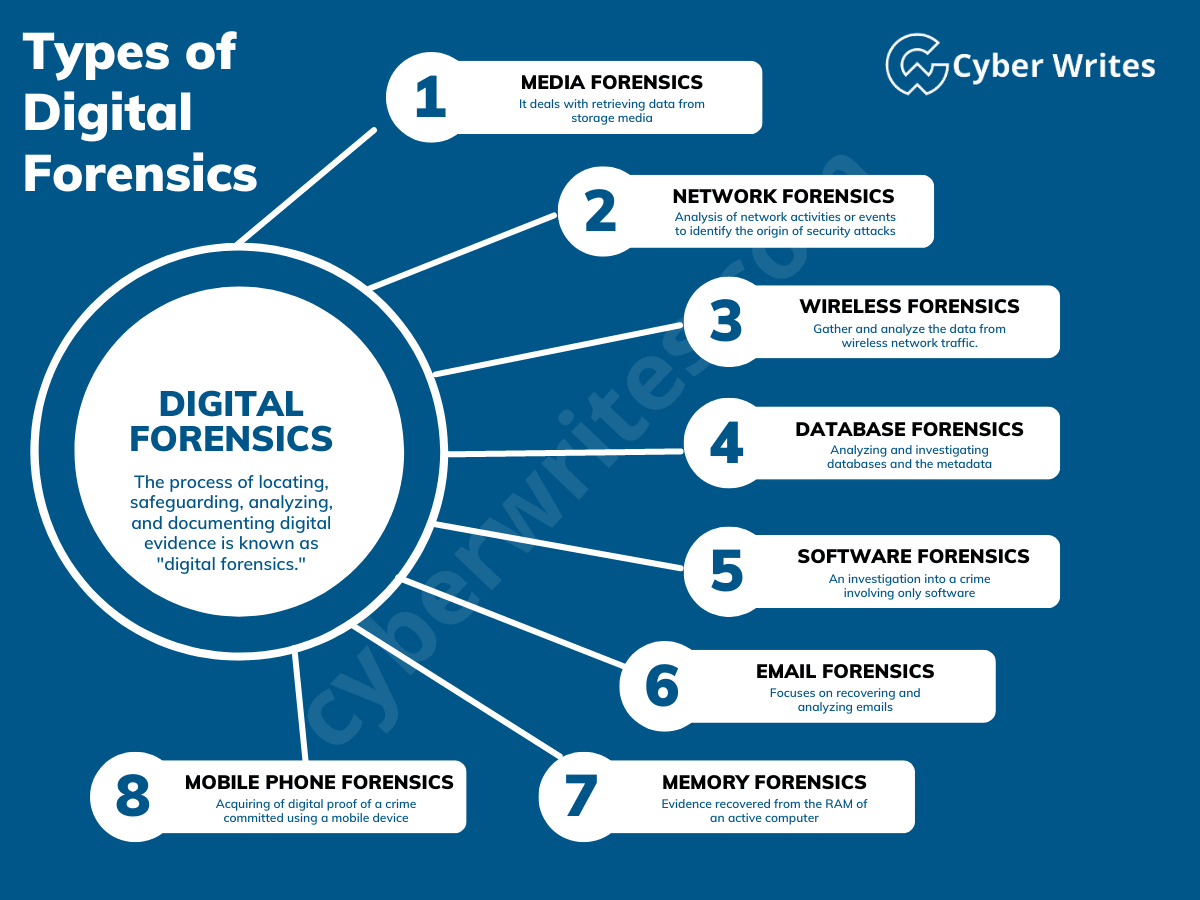 Types of
Digital
Forensics
Cyber Writes
1
MEDIA FORENSICS
It deals with retrieving data from
storage media
2
NETWORK FORENSICS
Analysis of network activities or events
to identify the origin of security attacks
3
WIRELESS FORENSICS
Gather and analyze the data from
wireless network traffic.
4
DATABASE FORENSICS
Analyzing and investigating
databases and the metadata
5
SOFTWARE FORENSICS
An investigation into a crime
involving only software
6
EMAIL FORENSICS
Focuses on recovering and
analyzing emails
7
MEMORY FORENSICS
Evidence recovered from the RAM of
an active computer
8
MOBILE PHONE FORENSICS
Acquiring of digital proof of a crime
committed using a mobile device
DIGITAL
FORENSICS
The process of locating,
safeguarding, analyzing,
and documenting digital
evidence is known as
"digital forensics."
cyberwrites.com